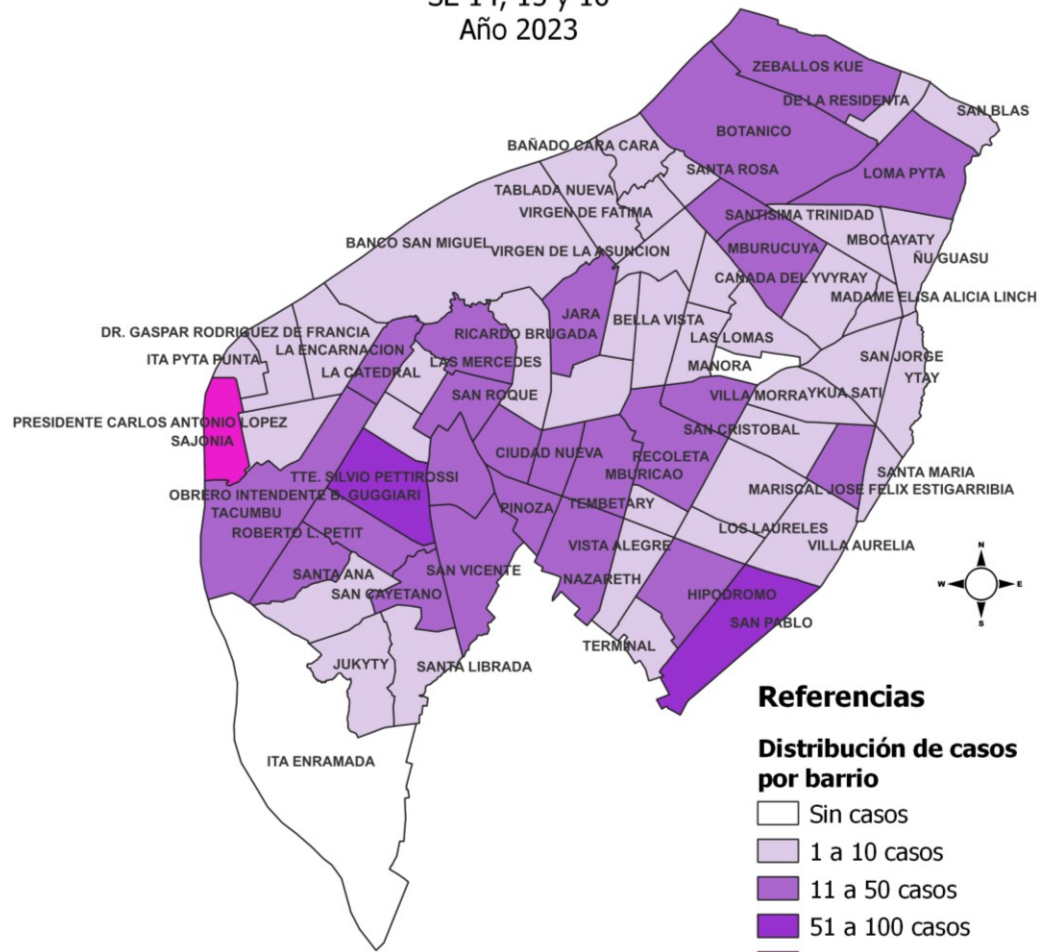 Año 2023
ZEBALLOS KUE
DE LA RESIDENTA
SAN BLAS
BOTANICO
BAÑADO CARA CARA
SANTA ROSA
LOMA PYTA
TABLADA NUEVA
VIRGEN DE FATIMA
SANTISIMA TRINIDAD
BANCO SAN MIGUEL
VIRGEN DE LA ASUNCION
MBURUCUYA
MBOCAYATY
ÑU GUASU
CAÑADA DEL YVYRAY
MADAME ELISA ALICIA LINCH
JARA
BELLA VISTA
DR. GASPAR RODRIGUEZ DE FRANCIA
RICARDO BRUGADA
LAS LOMAS
LA ENCARNACION
ITA PYTA PUNTA
LAS MERCEDES
SAN JORGE
LA CATEDRAL
MANORA
YTAY
SAN ROQUE
VILLA MORRA
YKUA SATI
PRESIDENTE CARLOS ANTONIO LOPEZ
SAJONIA
SAN CRISTOBAL
CIUDAD NUEVA
RECOLETA
MBURICAO
SANTA MARIA
TTE. SILVIO PETTIROSSI
MARISCAL JOSE FELIX ESTIGARRIBIA
OBRERO INTENDENTE B. GUGGIARI
TACUMBU
PINOZA
TEMBETARY
ROBERTO L. PETIT
LOS LAURELES
VISTA ALEGRE
VILLA AURELIA
SANTA ANA
SAN VICENTE
NAZARETH
SAN CAYETANO
HIPODROMO
SAN PABLO
TERMINAL
JUKYTY
SANTA LIBRADA
ITA ENRAMADA
N
W
E
S
Referencias
Distribución de casos
por barrio
Sin casos
1 a 10 casos
11 a 50 casos
51 a 100 casos